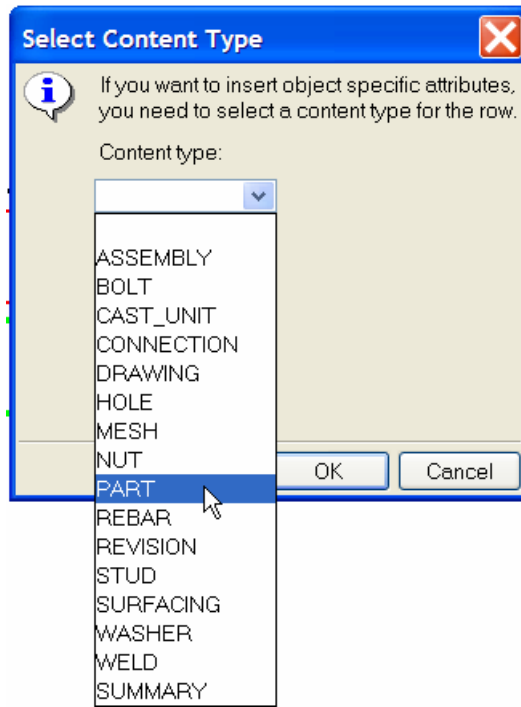 Select Content Type
If you want to insert object specific attributes,
you need to select a content type for the row.
Content type:
ASSEMBLY
BOLT
CAST_UNIT
CONNECTION
DRAWING
HOLE
MESH
NUT
PART
REBAR
REVISION
STUD
SURFACING
WASHER
WELD
SUMMARY
OK
Cancel